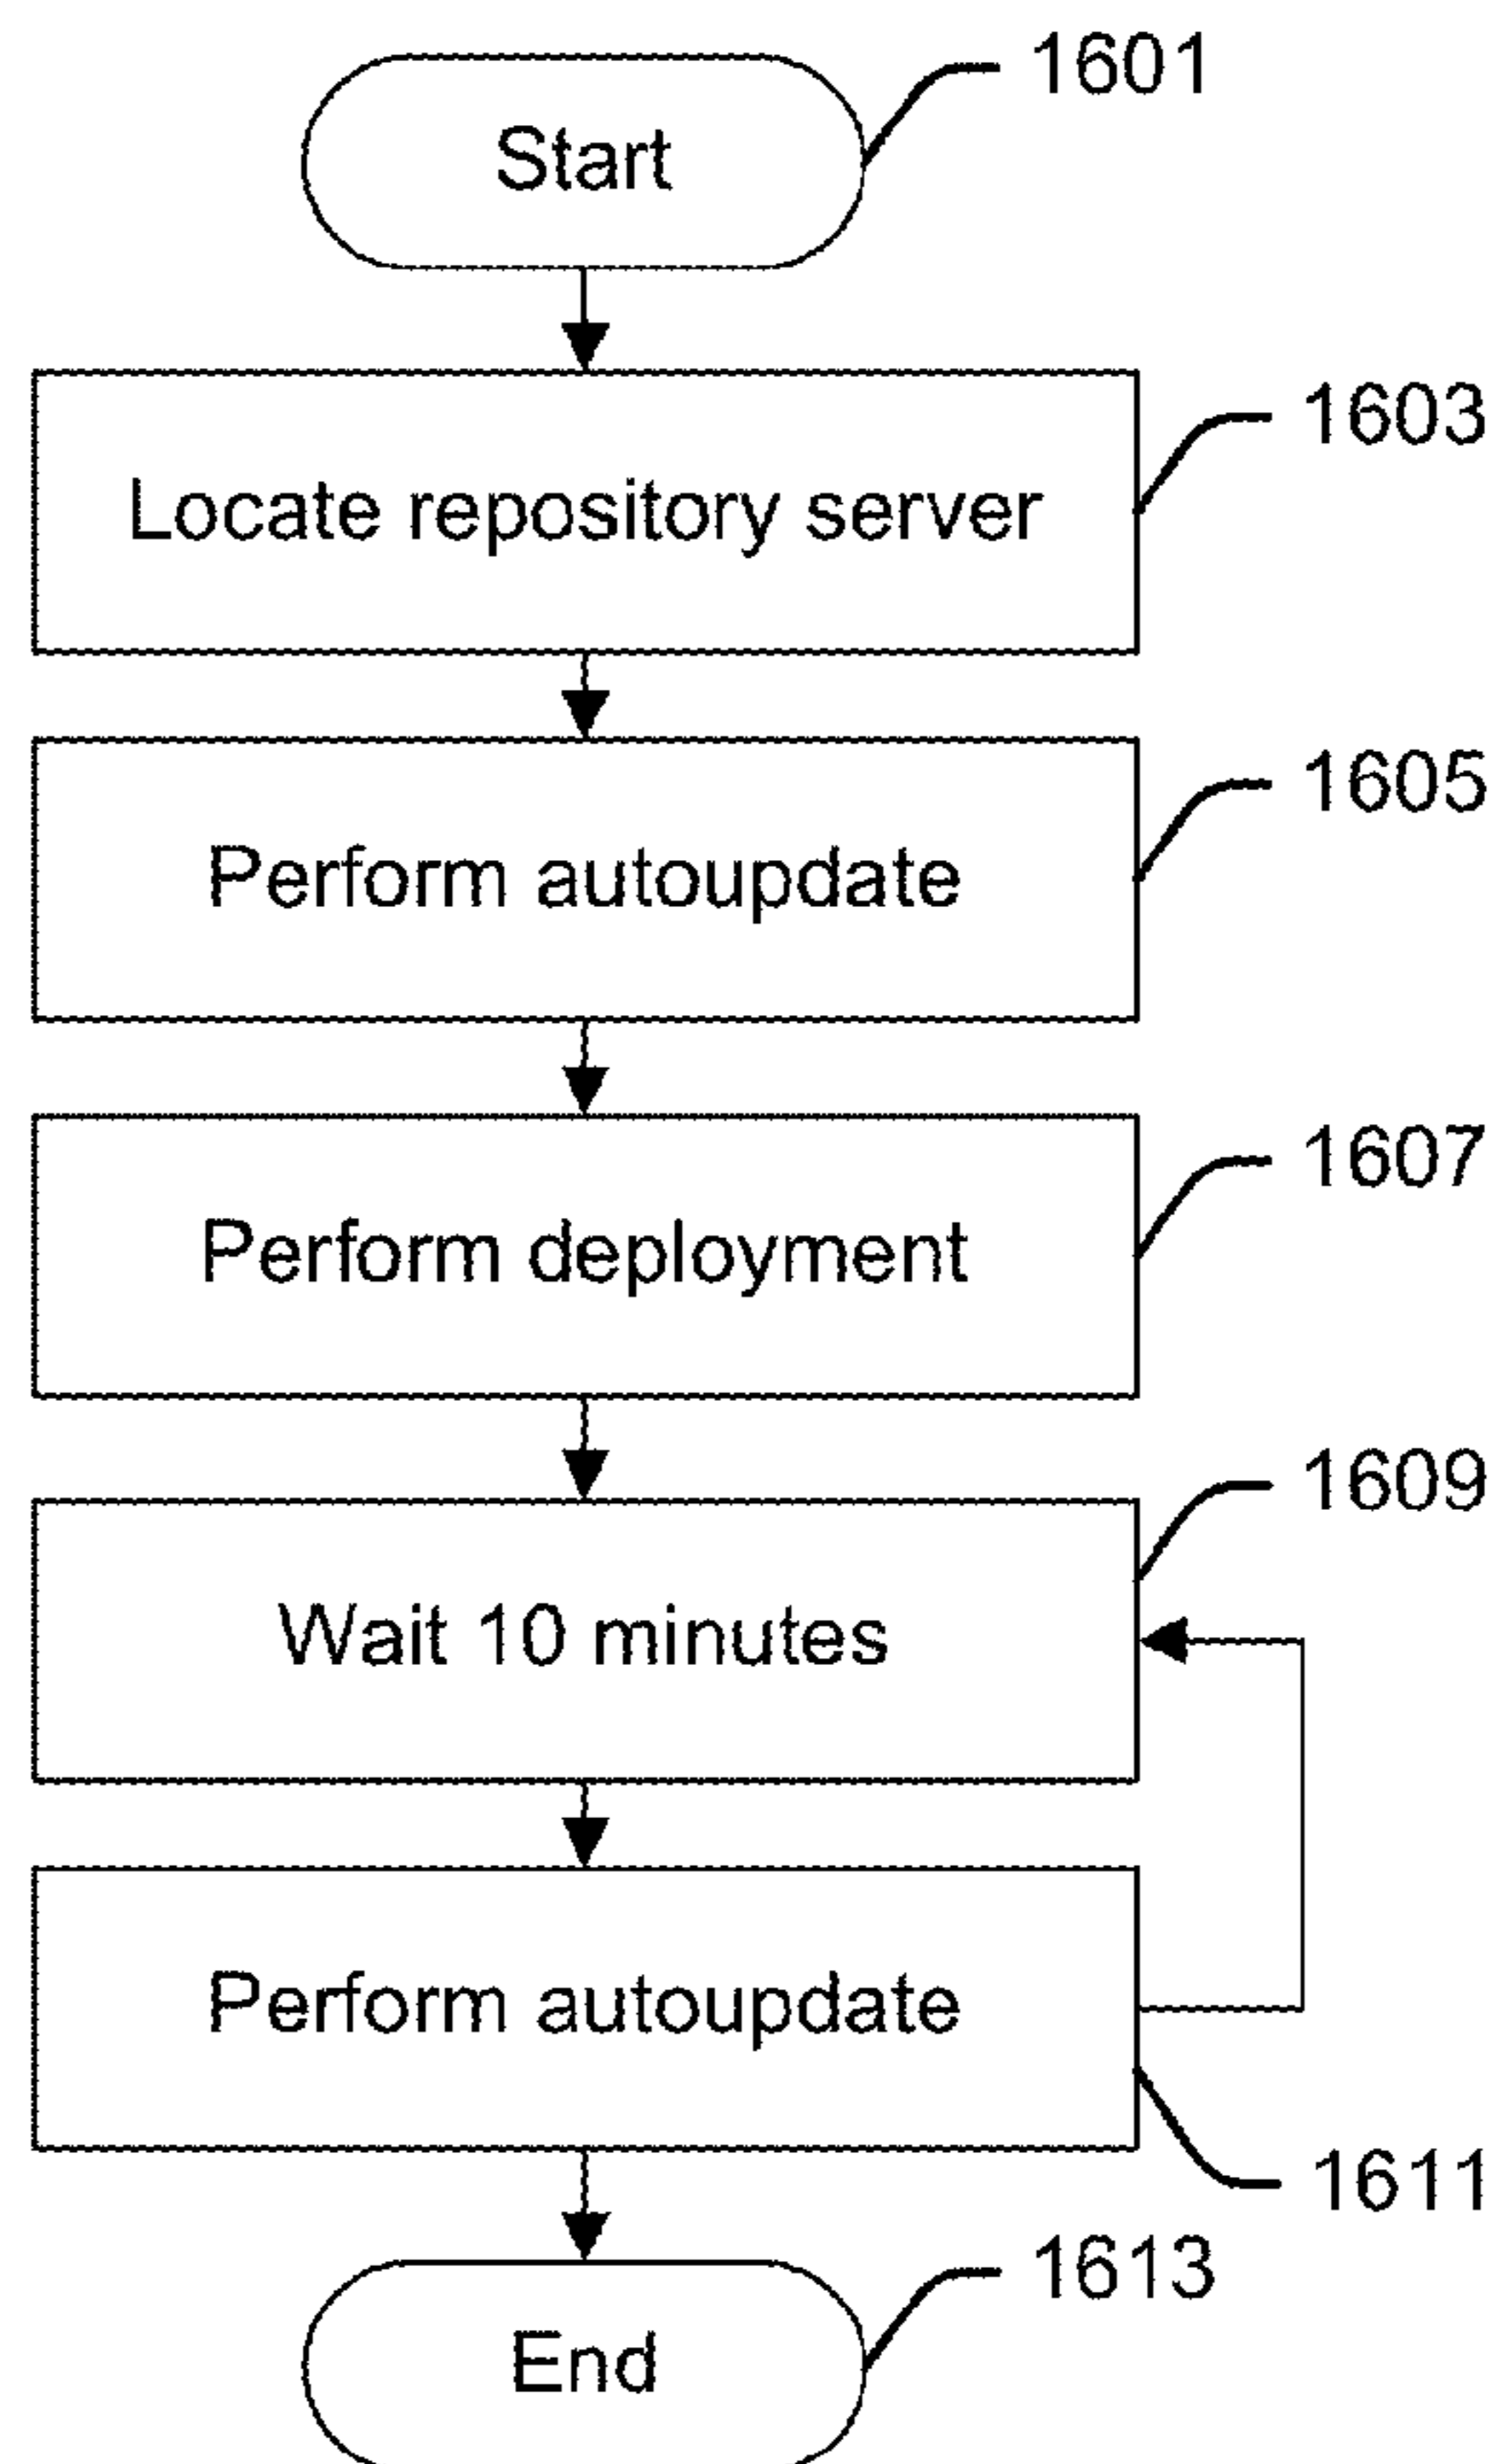 Start
1601
Locate repository server
1603
Perform autoupdate
1605
Perform deployment
1607
Wait 10 minutes
1609
Perform autoupdate
1611
End
1613